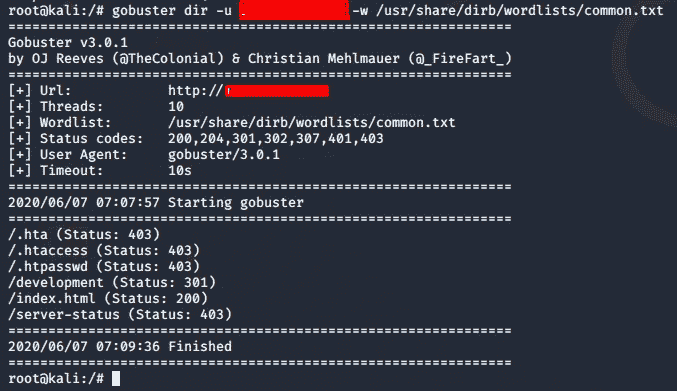 root@kali:/# gobuster dir -u -w /usr/share/dirb/wordlists/common.txt
===============================================================
Gobuster v3.0.1
by OJ Reeves (@TheColonial) & Christian Mehlmauer (@_FireFart_)
===============================================================
[+] Url:            http://
[+] Threads:        10
[+] Wordlist:       /usr/share/dirb/wordlists/common.txt
[+] Status codes:   200,204,301,302,307,401,403
[+] User Agent:     gobuster/3.0.1
[+] Timeout:        10s
===============================================================
2020/06/07 07:07:57 Starting gobuster
===============================================================
/.hta (Status: 403)
/.htaccess (Status: 403)
/.htpasswd (Status: 403)
/development (Status: 301)
/index.html (Status: 200)
/server-status (Status: 403)
===============================================================
2020/06/07 07:09:36 Finished
===============================================================
root@kali:/#